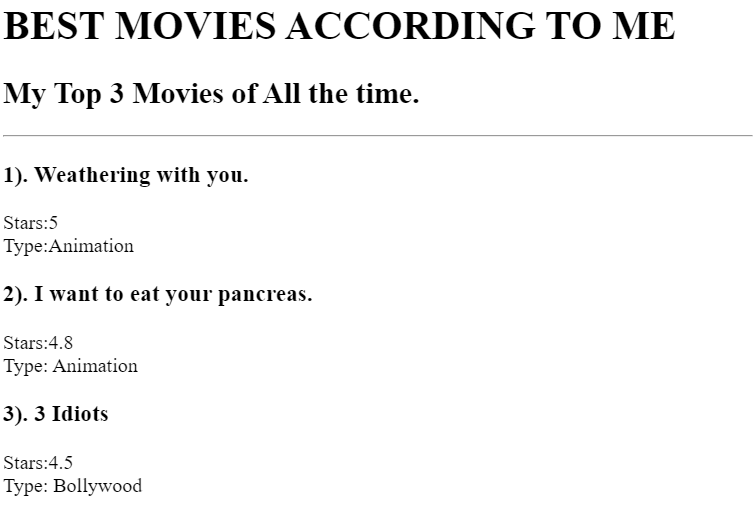 BEST MOVIES ACCORDING TO ME
My Top 3 Movies of All the time.
1). Weathering with you.
Stars:5
Type:Animation
2). I want to eat your pancreas.
Stars:4.8
Type: Animation
3). 3 Idiots
Stars:4.5
Type: Bollywood